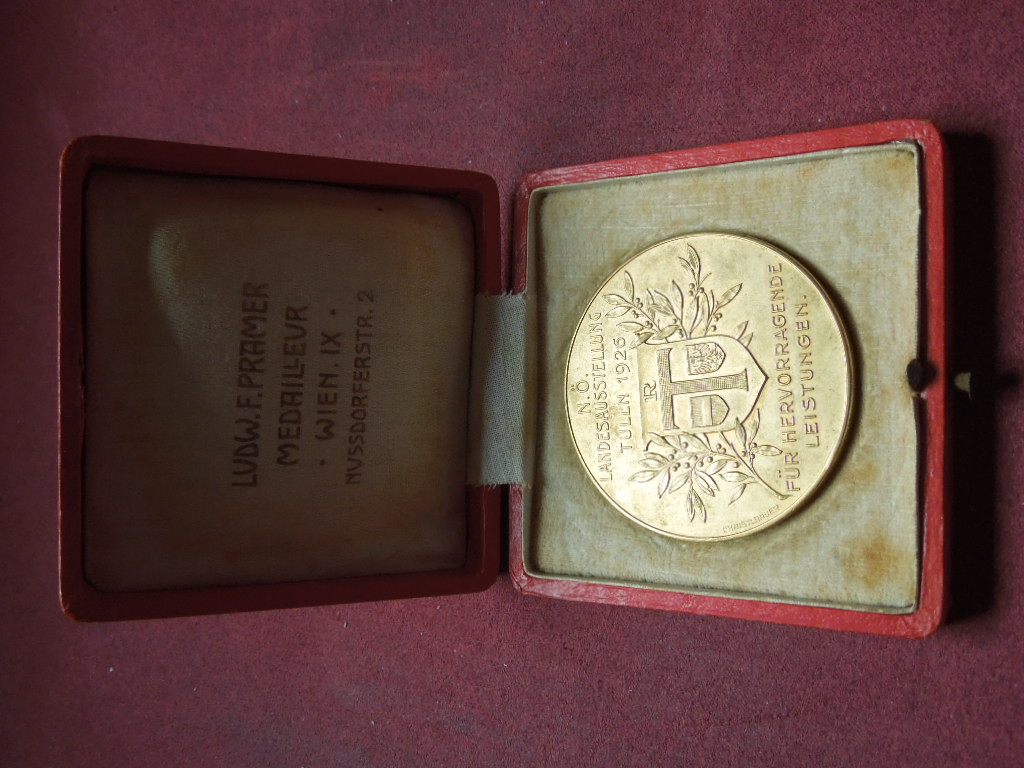 LUDW. F. PRAMER
MEDAILLEUR
· WIEN. IX ·
NUSSDORFERSTR. 2
N.Ö.
LANDESAUSSTELLUNG
TULLN 1926
R
T
FÜR HERVORRAGENDE
LEISTUNGEN.